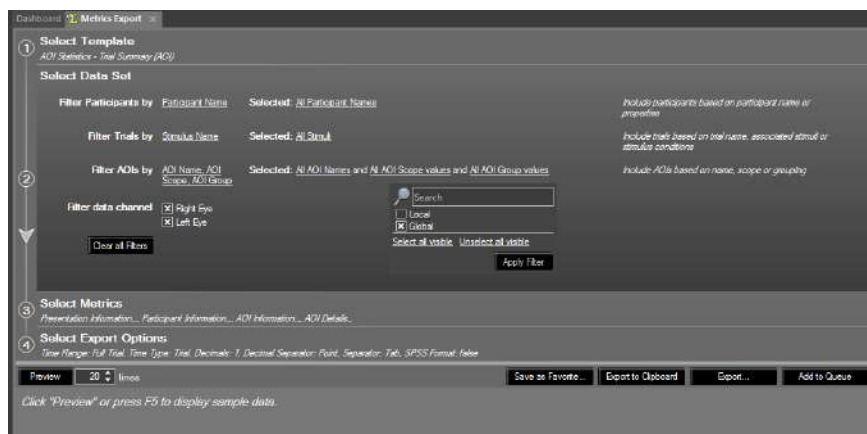 Dashboard Metrics Export
1 Select Template
AOI Statistics - Trial Summary (AOI)
Select Data Set
Filter Participants by Participant Name Selected: All Participant Names Include participants based on participant name or
properties
Filter Trials by Stimulus Name Selected: All Stimuli Include trials based on trial name, associated stimuli or
stimulus conditions
2 Filter AOIs by AOI Name, AOI Selected: All AOI Names and All AOI Scope values and All AOI Group values Include AOIs based on name, scope or grouping
Scope, AOI Group
Search
Filter data channel Right Eye Local
Left Eye Global
Clear all Filters Select all visible Unselect all visible
Apply Filter
3 Select Metrics
Presentation Information... Participant Information... AOI Information... AOI Details...
4 Select Export Options
Time Range: Full Trial, Time Type: Trial, Decimals: 1, Decimal Separator: Point, Separator: Tab, SPSS Format: false
Preview 20 lines Save as Favorite... Export to Clipboard Export... Add to Queue
Click "Preview" or press F5 to display sample data.